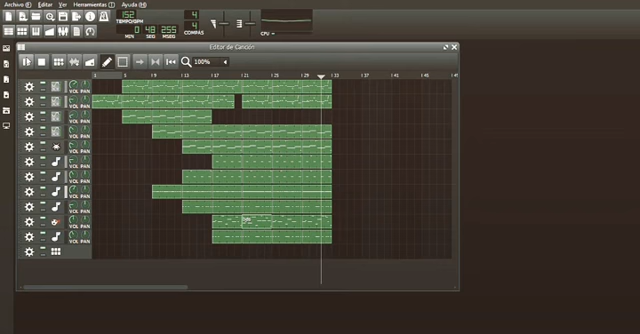 Archivo (F) Editar Ver Herramientas (T) Ayuda (H)
152
TEMPO/BPM
0 48 255
MIN SEG MSEG
4
4
COMPAS
CPU
Editor de Canción
100%
5 9 13 17 21 25 29 33 37 41 45 49
VOL PAN
VOL PAN
VOL PAN
VOL PAN
VOL PAN
VOL PAN
VOL PAN
VOL PAN
VOL PAN
VOL PAN
VOL PAN